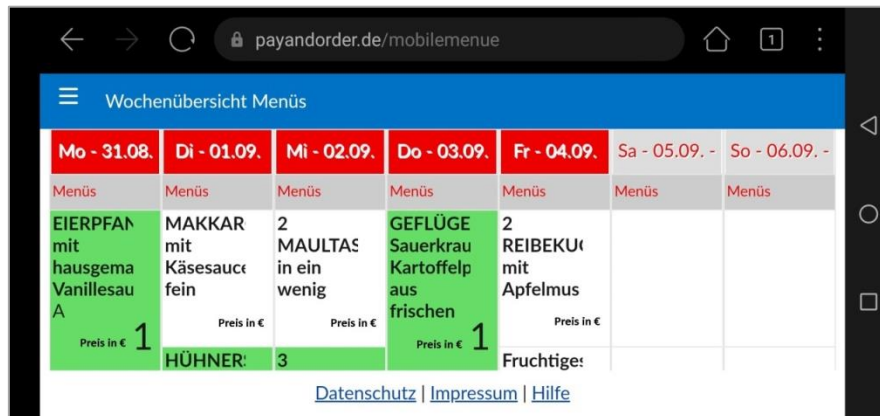 payandorder.de/mobilemenue
1
Wochenübersicht Menüs
Mo - 31.08. Di - 01.09. Mi - 02.09. Do - 03.09. Fr - 04.09. Sa - 05.09. - So - 06.09. -
Menüs Menüs Menüs Menüs Menüs Menüs Menüs
EIERPFAN MAKKAR 2 GEFLÜGE 2
mit mit MAULTAS Sauerkrau REIBEKU
hausgema Käsesauce in ein Kartoffelp mit
Vanillesau fein wenig aus Apfelmus
A frischen
Preis in € 1 Preis in € Preis in € Preis in € 1 Preis in €
HÜHNER 3 Fruchtiges
Datenschutz | Impressum | Hilfe